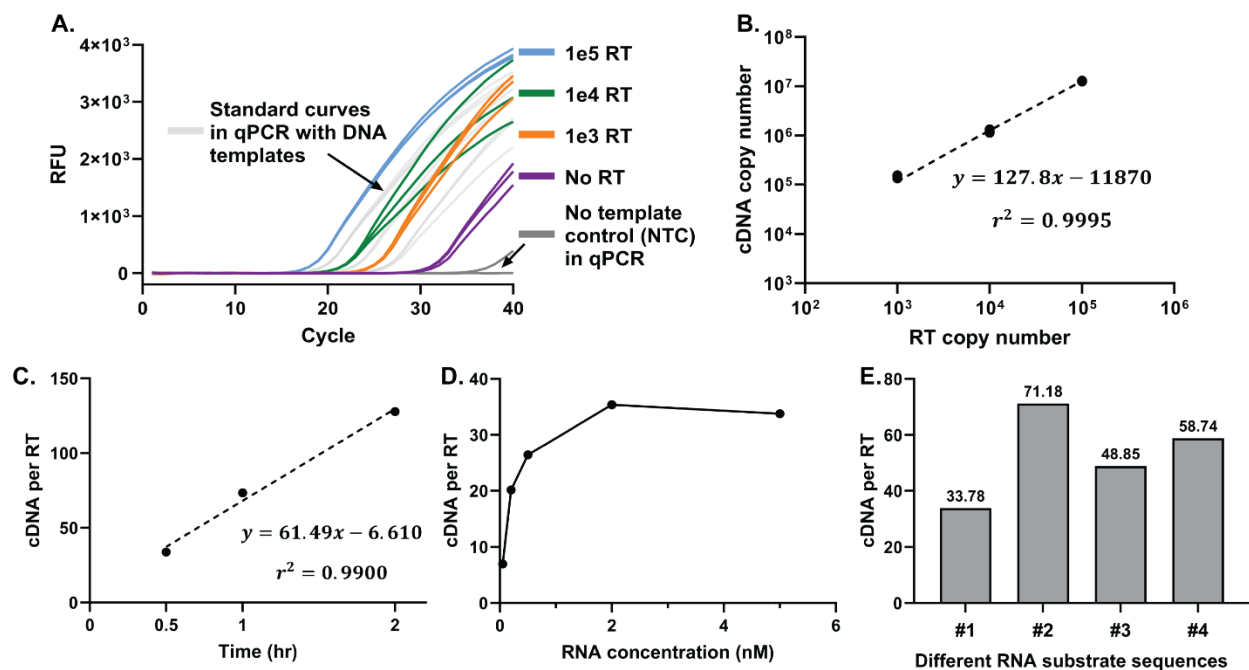 A.
RFU
4×10³
3×10³
2×10³
1×10³
0
0
10
20
30
40
Cycle
Standard curves
in qPCR with DNA
templates
1e5 RT
1e4 RT
1e3 RT
No RT
No template
control (NTC)
in qPCR
B.
cDNA copy number
10⁸
10⁷
10⁶
10⁵
10⁴
10³
10²
10³
10⁴
10⁵
10⁶
RT copy number
y = 127.8x − 11870
r² = 0.9995
C.
cDNA per RT
150
100
50
0
0
0.5
1
2
Time (hr)
y = 61.49x − 6.610
r² = 0.9900
D.
cDNA per RT
40
30
20
10
0
0
2
4
6
RNA concentration (nM)
E.
cDNA per RT
80
60
40
20
0
33.78
71.18
48.85
58.74
#1
#2
#3
#4
Different RNA substrate sequences